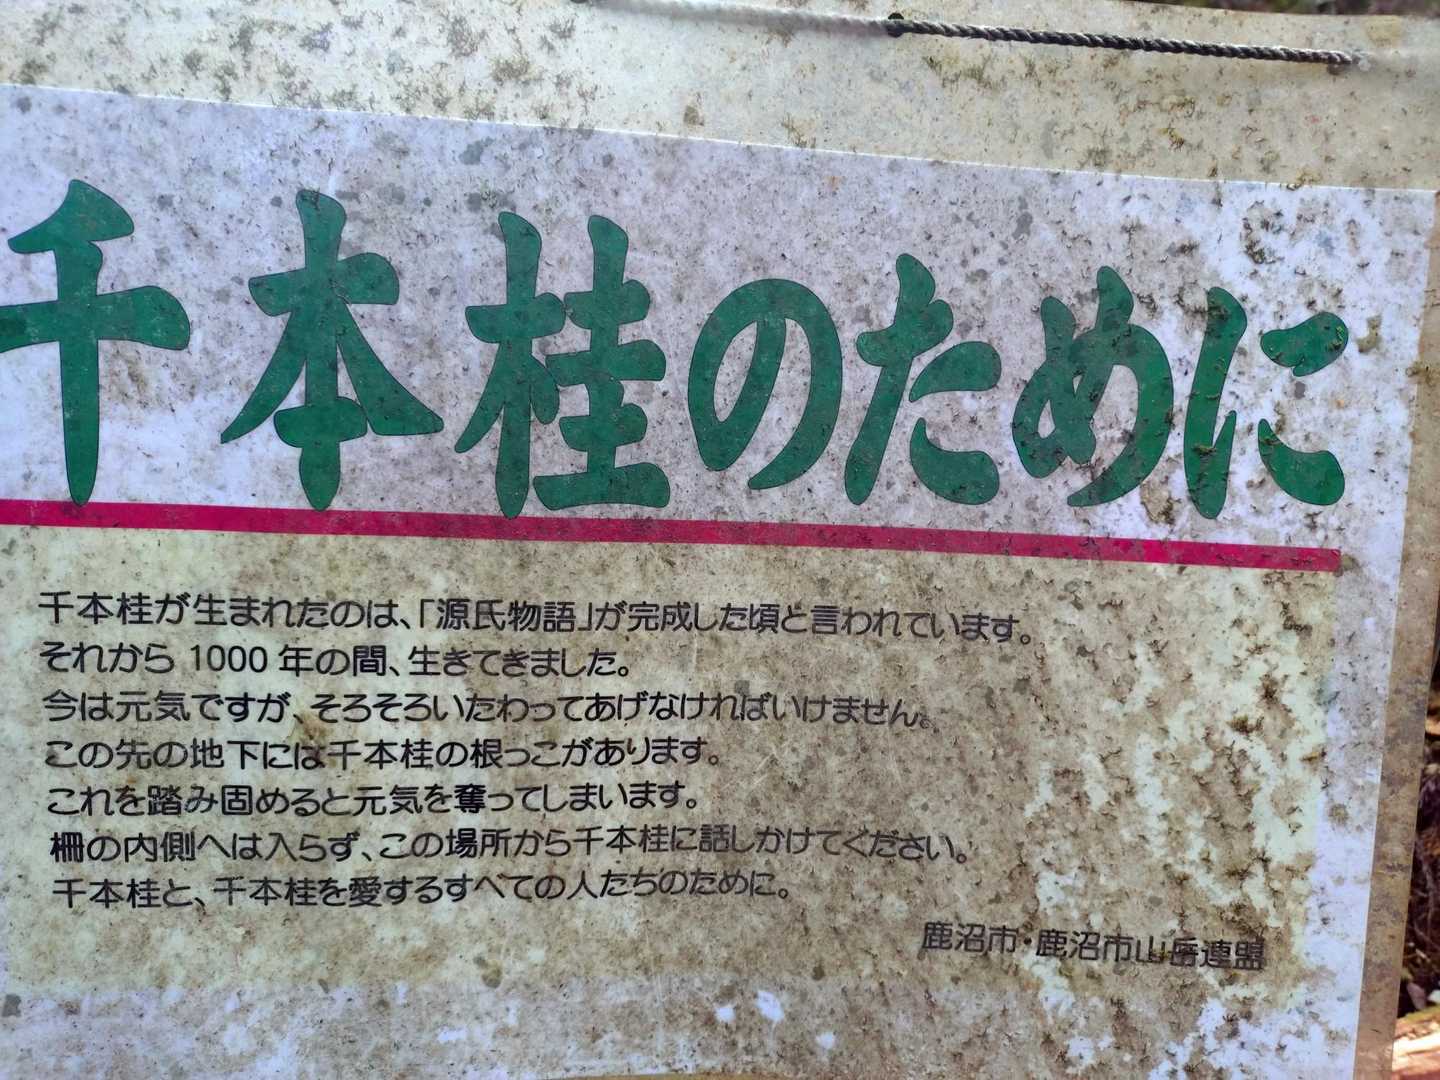 千本桂のために
千本桂が生まれたのは、「源氏物語」が完成した頃と言われています。
それから 1000 年の間、生きてきました。
今は元気ですが、そろそろいたわってあげなければいけません。
この先の地下には千本桂の根っこがあります。
これを踏み固めると元気を奪ってしまいます。
柵の内側へは入らず、この場所から千本桂に話しかけてください。
千本桂と、千本桂を愛するすべての人たちのために。
鹿沼市・鹿沼市山岳連盟